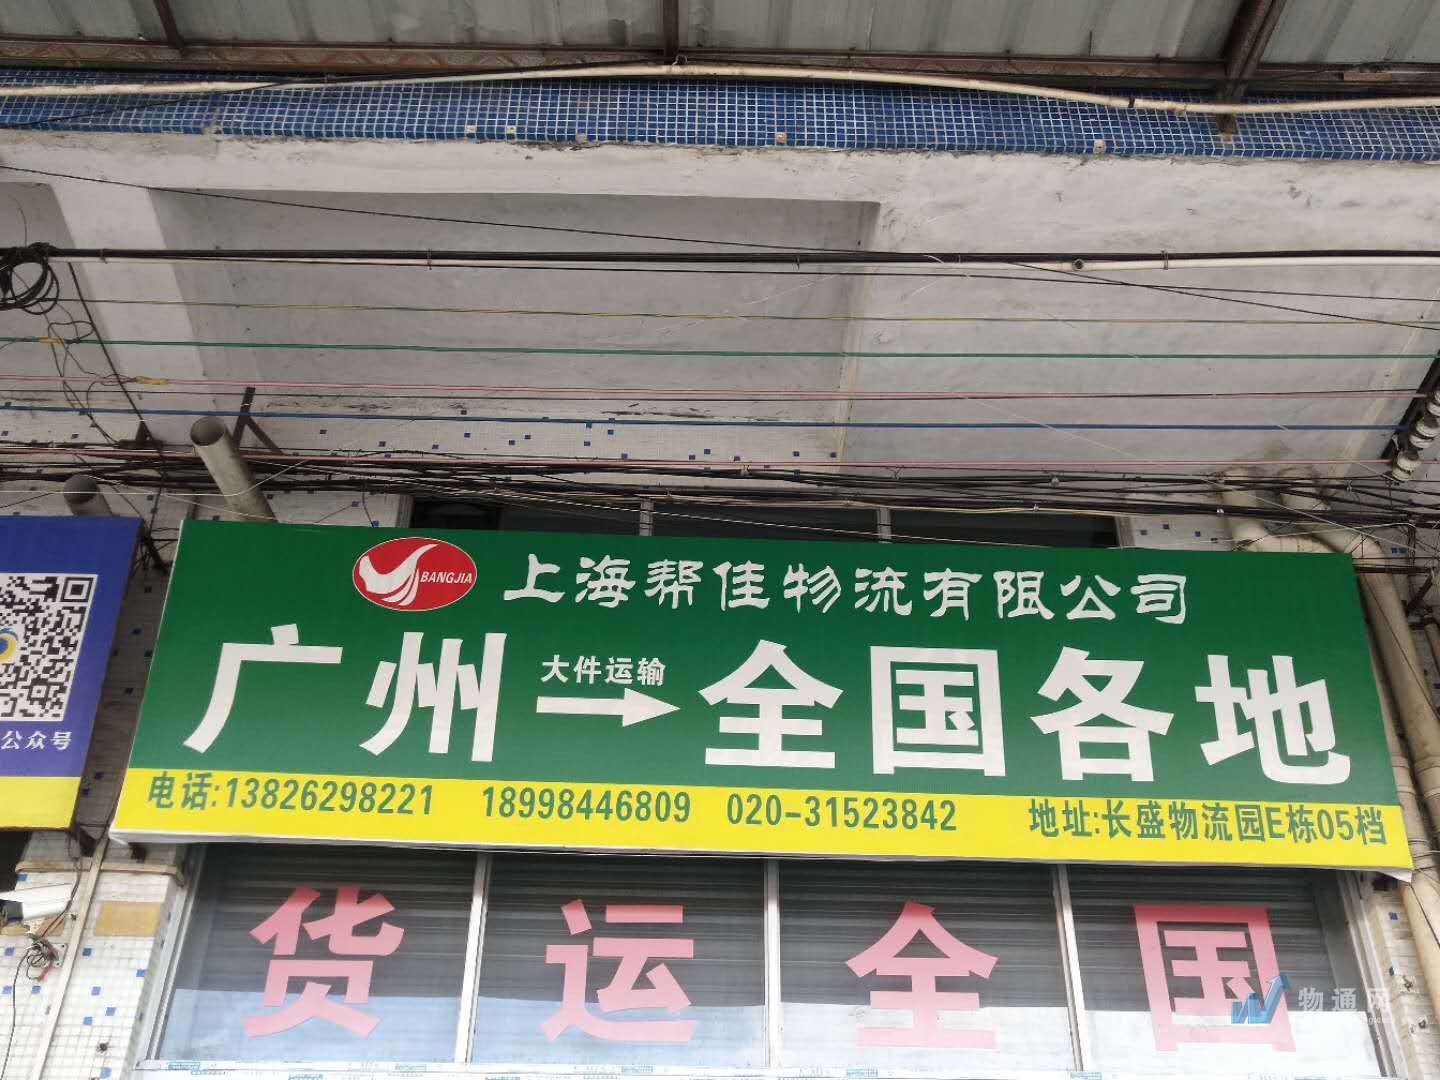 BANGJIA 上海帮佳物流有限公司
广州 大件运输 → 全国各地
电话:13826298221 18998446809 020-31523842 地址:长盛物流园E栋05档
公众号
货运全国
物通网